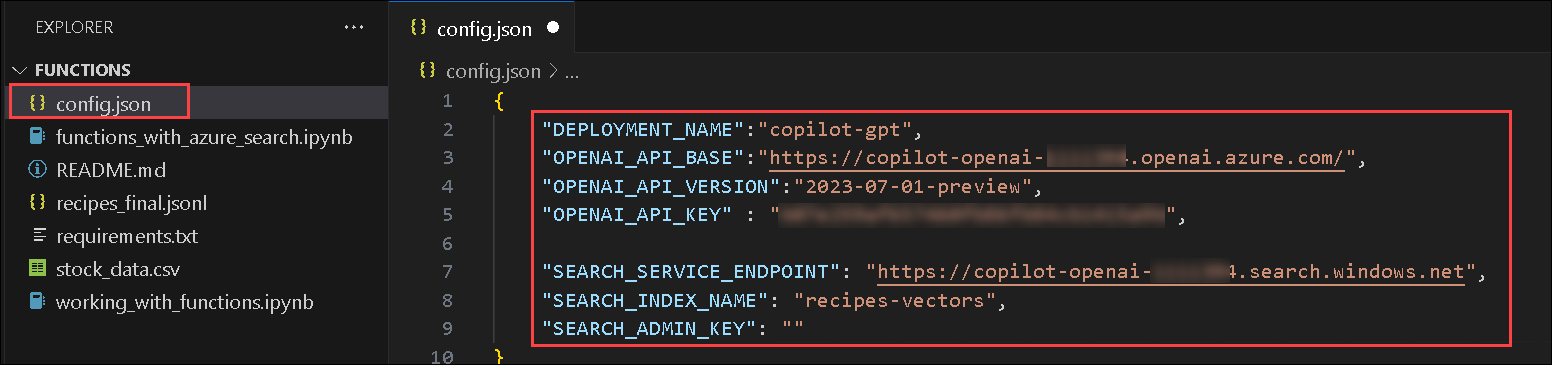 EXPLORER ...
FUNCTIONS
{} config.json
functions_with_azure_search.ipynb
README.md
{} recipes_final.jsonl
requirements.txt
stock_data.csv
working_with_functions.ipynb
{} config.json
{} config.json > ...
1 {
2 "DEPLOYMENT_NAME":"copilot-gpt",
3 "OPENAI_API_BASE":"https://copilot-openai- .openai.azure.com/",
4 "OPENAI_API_VERSION":"2023-07-01-preview",
5 "OPENAI_API_KEY" : " ",
6
7 "SEARCH_SERVICE_ENDPOINT": "https://copilot-openai- 4.search.windows.net",
8 "SEARCH_INDEX_NAME": "recipes-vectors",
9 "SEARCH_ADMIN_KEY": ""
10 }